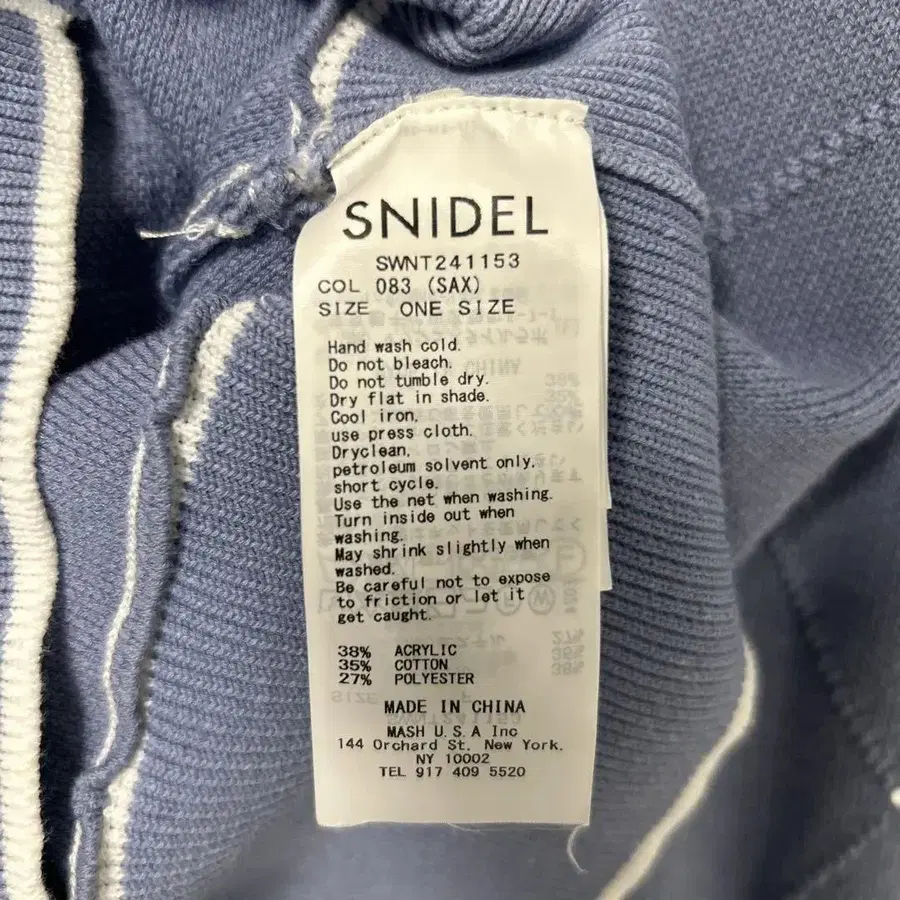 SNIDEL
SWNT241153
COL 083 (SAX)
SIZE ONE SIZE
Hand wash cold.
Do not bleach.
Do not tumble dry.
Dry flat in shade.
Cool iron,
use press cloth.
Dryclean,
petroleum solvent only,
short cycle.
Use the net when washing.
Turn inside out when
washing.
May shrink slightly when
washed.
Be careful not to expose
to friction or let it
get caught.
38% ACRYLIC
35% COTTON
27% POLYESTER
MADE IN CHINA
MASH U.S.A Inc
144 Orchard St. New York.
NY 10002
TEL 917 409 5520